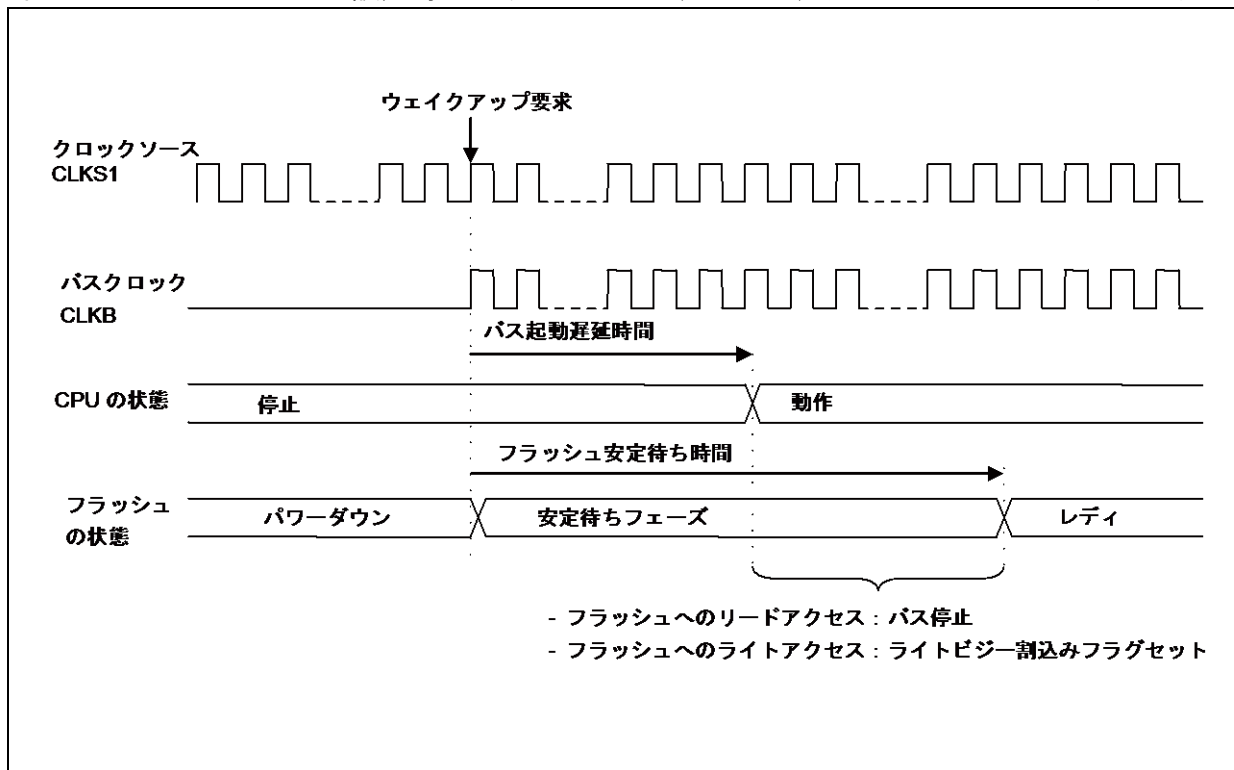 ウェイクアップ要求
クロックソース
CLKS1
バスクロック
CLKB
バス起動遅延時間
CPU の状態
停止
動作
フラッシュ安定待ち時間
フラッシュ
の状態
パワーダウン
安定待ちフェーズ
レディ
- フラッシュへのリードアクセス：バス停止
- フラッシュへのライトアクセス：ライトビジー割込みフラグセット